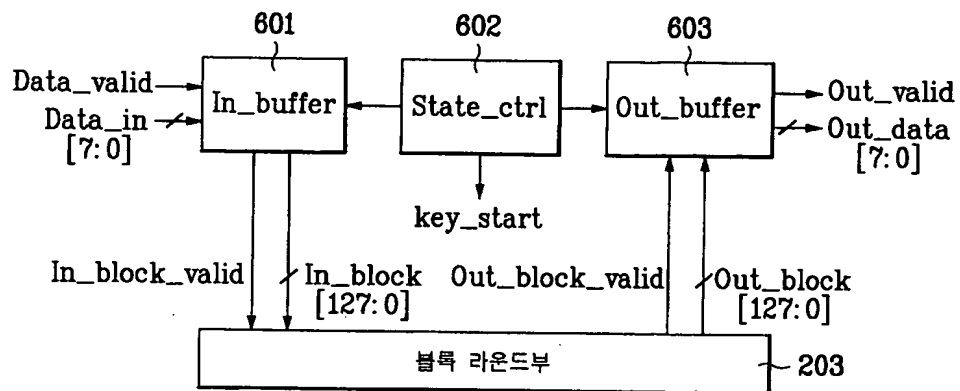 601
602
603
Data_valid
Data_in
[7:0]
In_buffer
State_ctrl
Out_buffer
Out_valid
Out_data
[7:0]
key_start
In_block_valid
In_block
[127:0]
Out_block_valid
Out_block
[127:0]
블록 라운드부
203